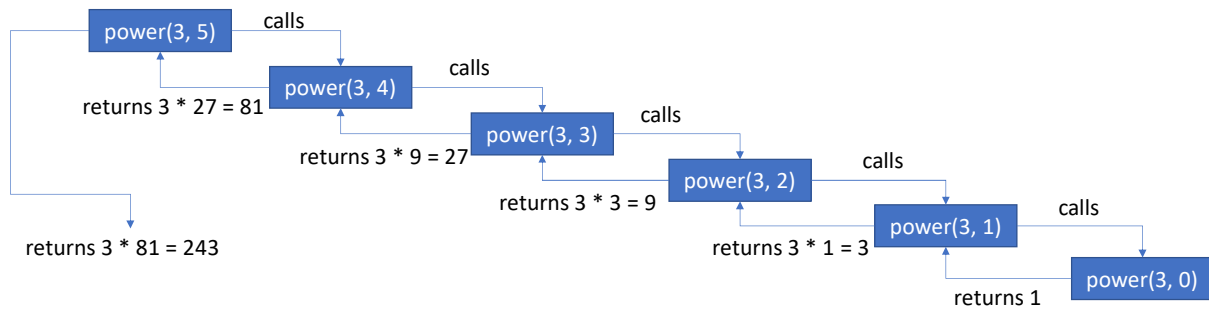 power(3, 5)
calls
power(3, 4)
calls
returns 3 * 27 = 81
power(3, 3)
calls
returns 3 * 9 = 27
power(3, 2)
calls
returns 3 * 3 = 9
power(3, 1)
calls
returns 3 * 81 = 243
returns 3 * 1 = 3
power(3, 0)
returns 1